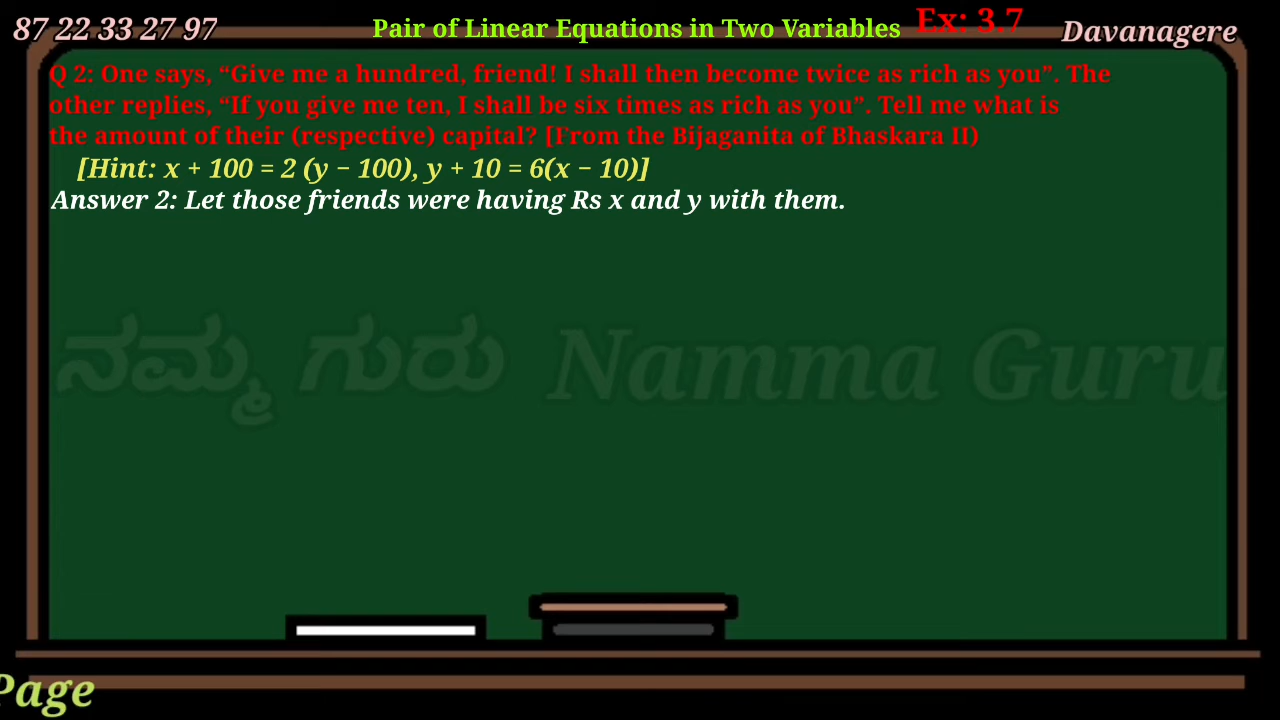 87 22 33 27 97
Pair of Linear Equations in Two Variables
Ex: 3.7
Davanagere
Q 2: One says, “Give me a hundred, friend! I shall then become twice as rich as you”. The
other replies, “If you give me ten, I shall be six times as rich as you”. Tell me what is
the amount of their (respective) capital? [From the Bijaganita of Bhaskara II)
[Hint: x + 100 = 2 (y − 100), y + 10 = 6(x − 10)]
Answer 2: Let those friends were having Rs x and y with them.
ನಮ್ಮ ಗುರು Namma Guru
Page